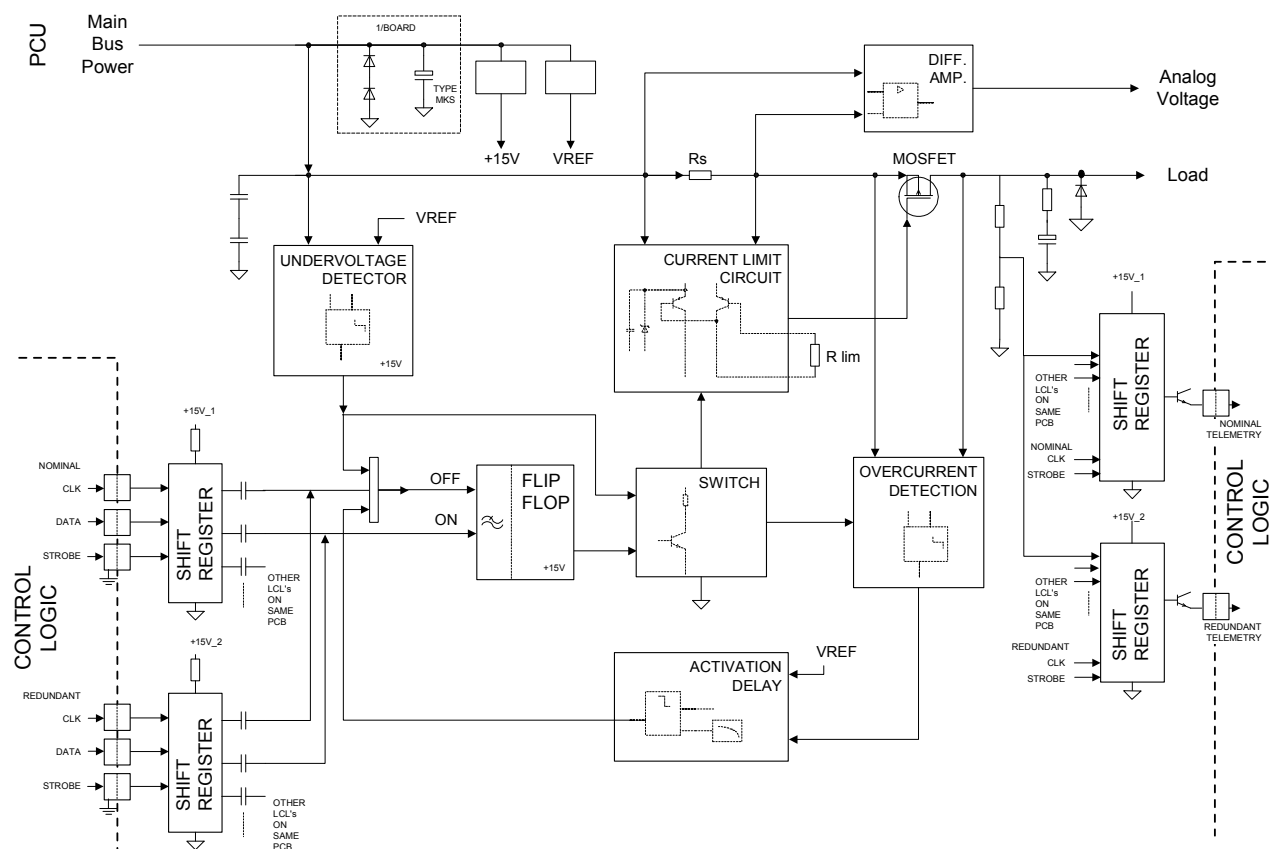 PCU
Main
Bus
Power
1/BOARD
TYPE
MKS
+15V
VREF
DIFF.
AMP.
Analog
Voltage
Rs
MOSFET
Load
VREF
UNDERVOLTAGE
DETECTOR
+15V
CURRENT LIMIT
CIRCUIT
R lim
+15V_1
OTHER
LCL's
ON
SAME
PCB
NOMINAL
CLK
STROBE
SHIFT
REGISTER
NOMINAL
TELEMETRY
CONTROL
LOGIC
+15V_1
NOMINAL
CLK
DATA
STROBE
SHIFT
REGISTER
OTHER
LCL's
ON
SAME
PCB
OFF
ON
FLIP
FLOP
+15V
SWITCH
OVERCURRENT
DETECTION
+15V_2
OTHER
LCL's
ON
SAME
PCB
REDUNDANT
CLK
STROBE
SHIFT
REGISTER
REDUNDANT
TELEMETRY
CONTROL
LOGIC
+15V_2
REDUNDANT
CLK
DATA
STROBE
SHIFT
REGISTER
OTHER
LCL's
ON
SAME
PCB
ACTIVATION
DELAY
VREF